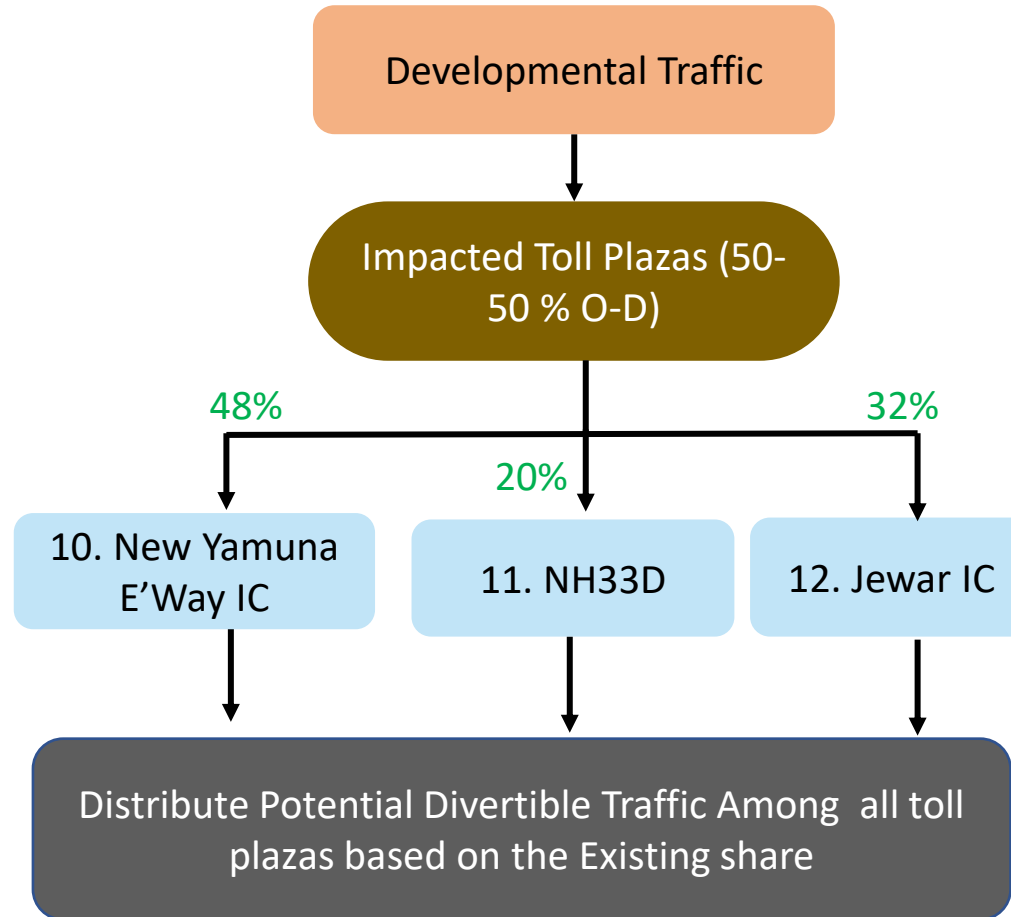 Developmental Traffic
Impacted Toll Plazas (50-
50 % O-D)
48%
32%
20%
10. New Yamuna
E’Way IC
11. NH33D
12. Jewar IC
Distribute Potential Divertible Traffic Among  all toll
plazas based on the Existing share